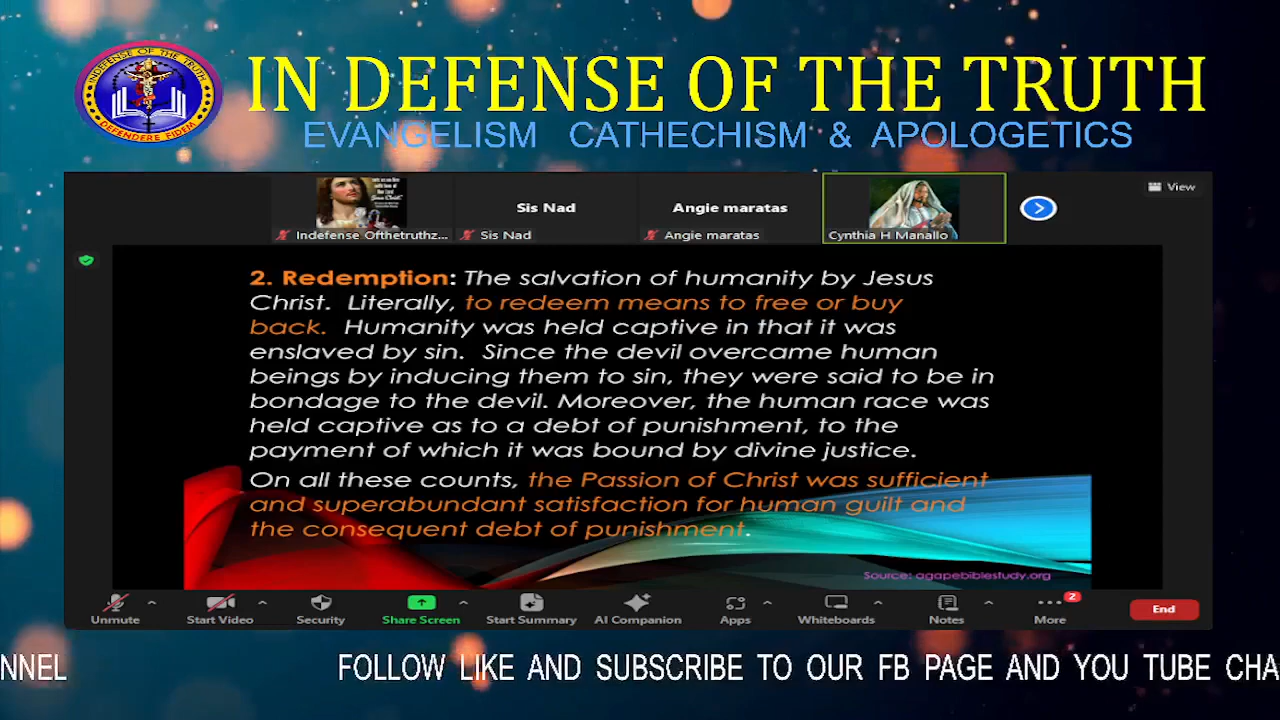 IN DEFENSE OF THE TRUTH
EVANGELISM CATHECHISM & APOLOGETICS
INDEFENSE OF THE TRUTH
DEFENDERE FIDEM
View
Sis Nad
Angie maratas
Indefense Ofthetruthz...
Sis Nad
Angie maratas
Cynthia H Manallo
2. Redemption: The salvation of humanity by Jesus
Christ. Literally, to redeem means to free or buy
back. Humanity was held captive in that it was
enslaved by sin. Since the devil overcame human
beings by inducing them to sin, they were said to be in
bondage to the devil. Moreover, the human race was
held captive as to a debt of punishment, to the
payment of which it was bound by divine justice.
On all these counts, the Passion of Christ was sufficient
and superabundant satisfaction for human guilt and
the consequent debt of punishment.
Source: agapebiblestudy.org
2
Unmute
Start Video
Security
Share Screen
Start Summary
AI Companion
Apps
Whiteboards
Notes
More
End
NNEL FOLLOW LIKE AND SUBSCRIBE TO OUR FB PAGE AND YOU TUBE CHA